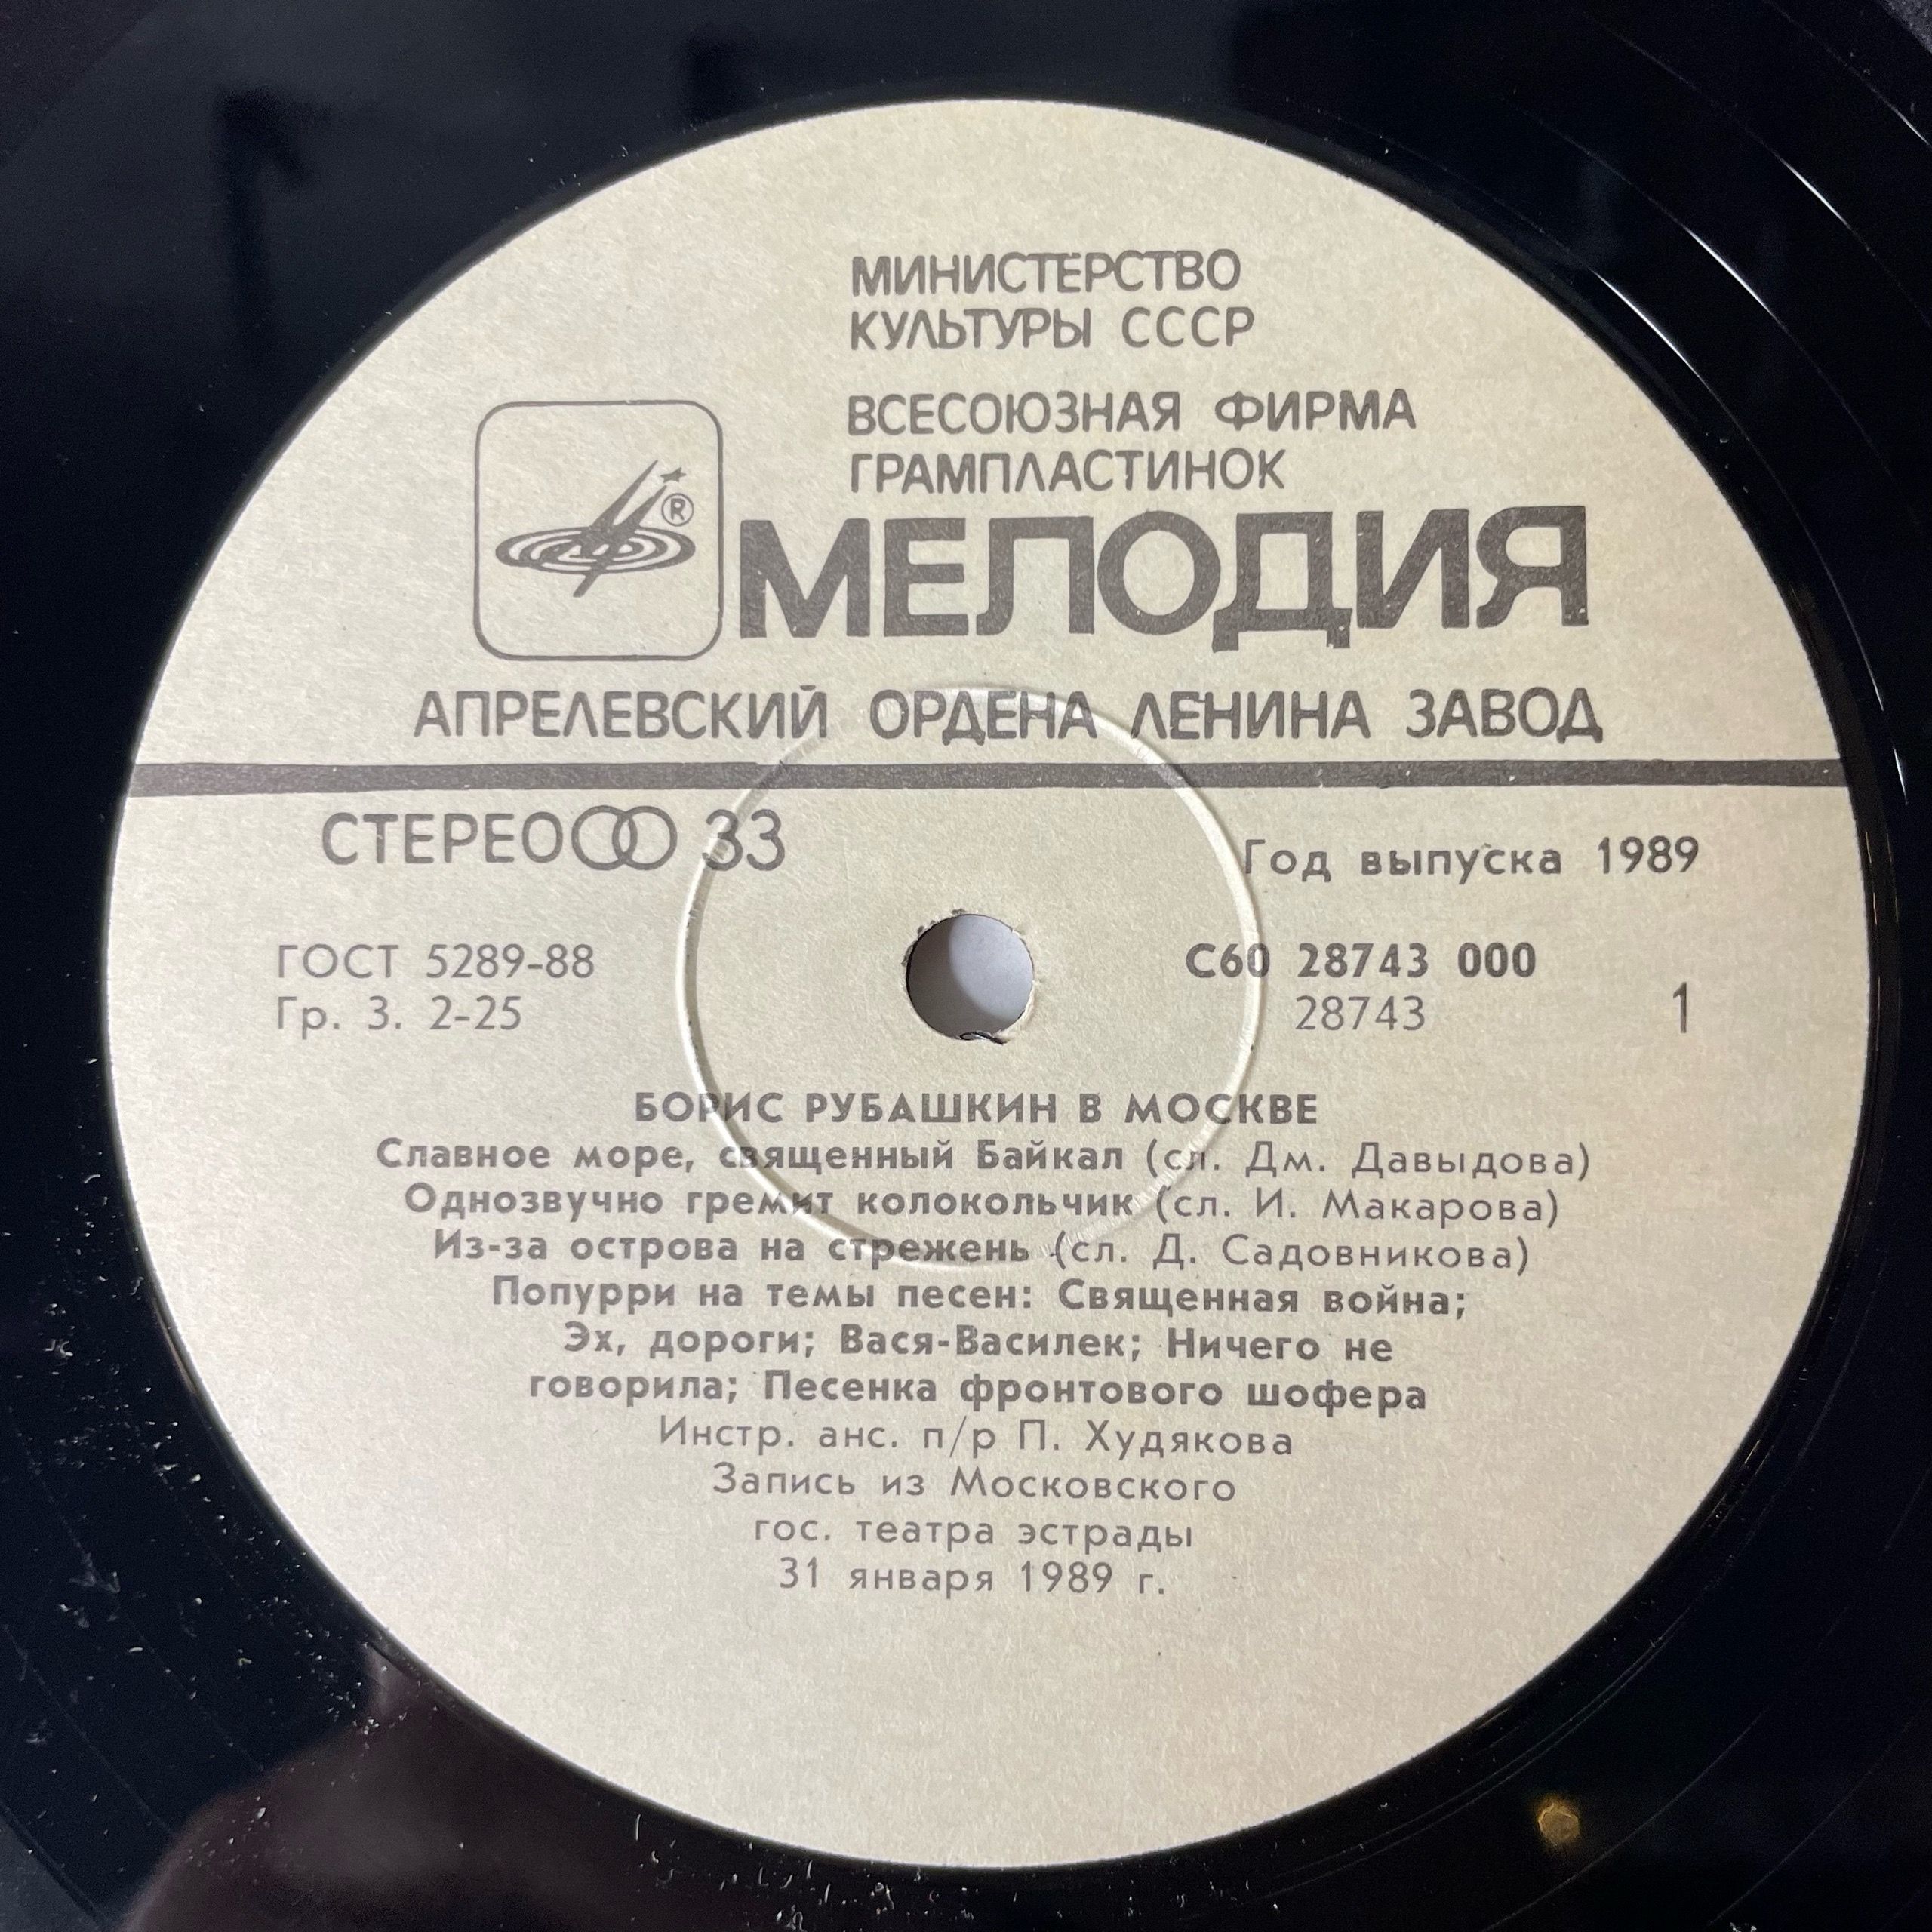 МИНИСТЕРСТВО
КУЛЬТУРЫ СССР
ВСЕСОЮЗНАЯ ФИРМА
ГРАМПЛАСТИНОК
®
МЕЛОДИЯ
АПРЕЛЕВСКИЙ ОРДЕНА ЛЕНИНА ЗАВОД
СТЕРЕО 33
Год выпуска 1989
ГОСТ 5289-88
Гр. 3. 2-25
С60 28743 000
28743
1
БОРИС РУБАШКИН В МОСКВЕ
Славное море, священный Байкал (сл. Дм. Давыдова)
Однозвучно гремит колокольчик (сл. И. Макарова)
Из-за острова на стрежень (сл. Д. Садовникова)
Попурри на темы песен: Священная война;
Эх, дороги; Вася-Василек; Ничего не
говорила; Песенка фронтового шофера
Инстр. анс. п/р П. Худякова
Запись из Московского
гос. театра эстрады
31 января 1989 г.